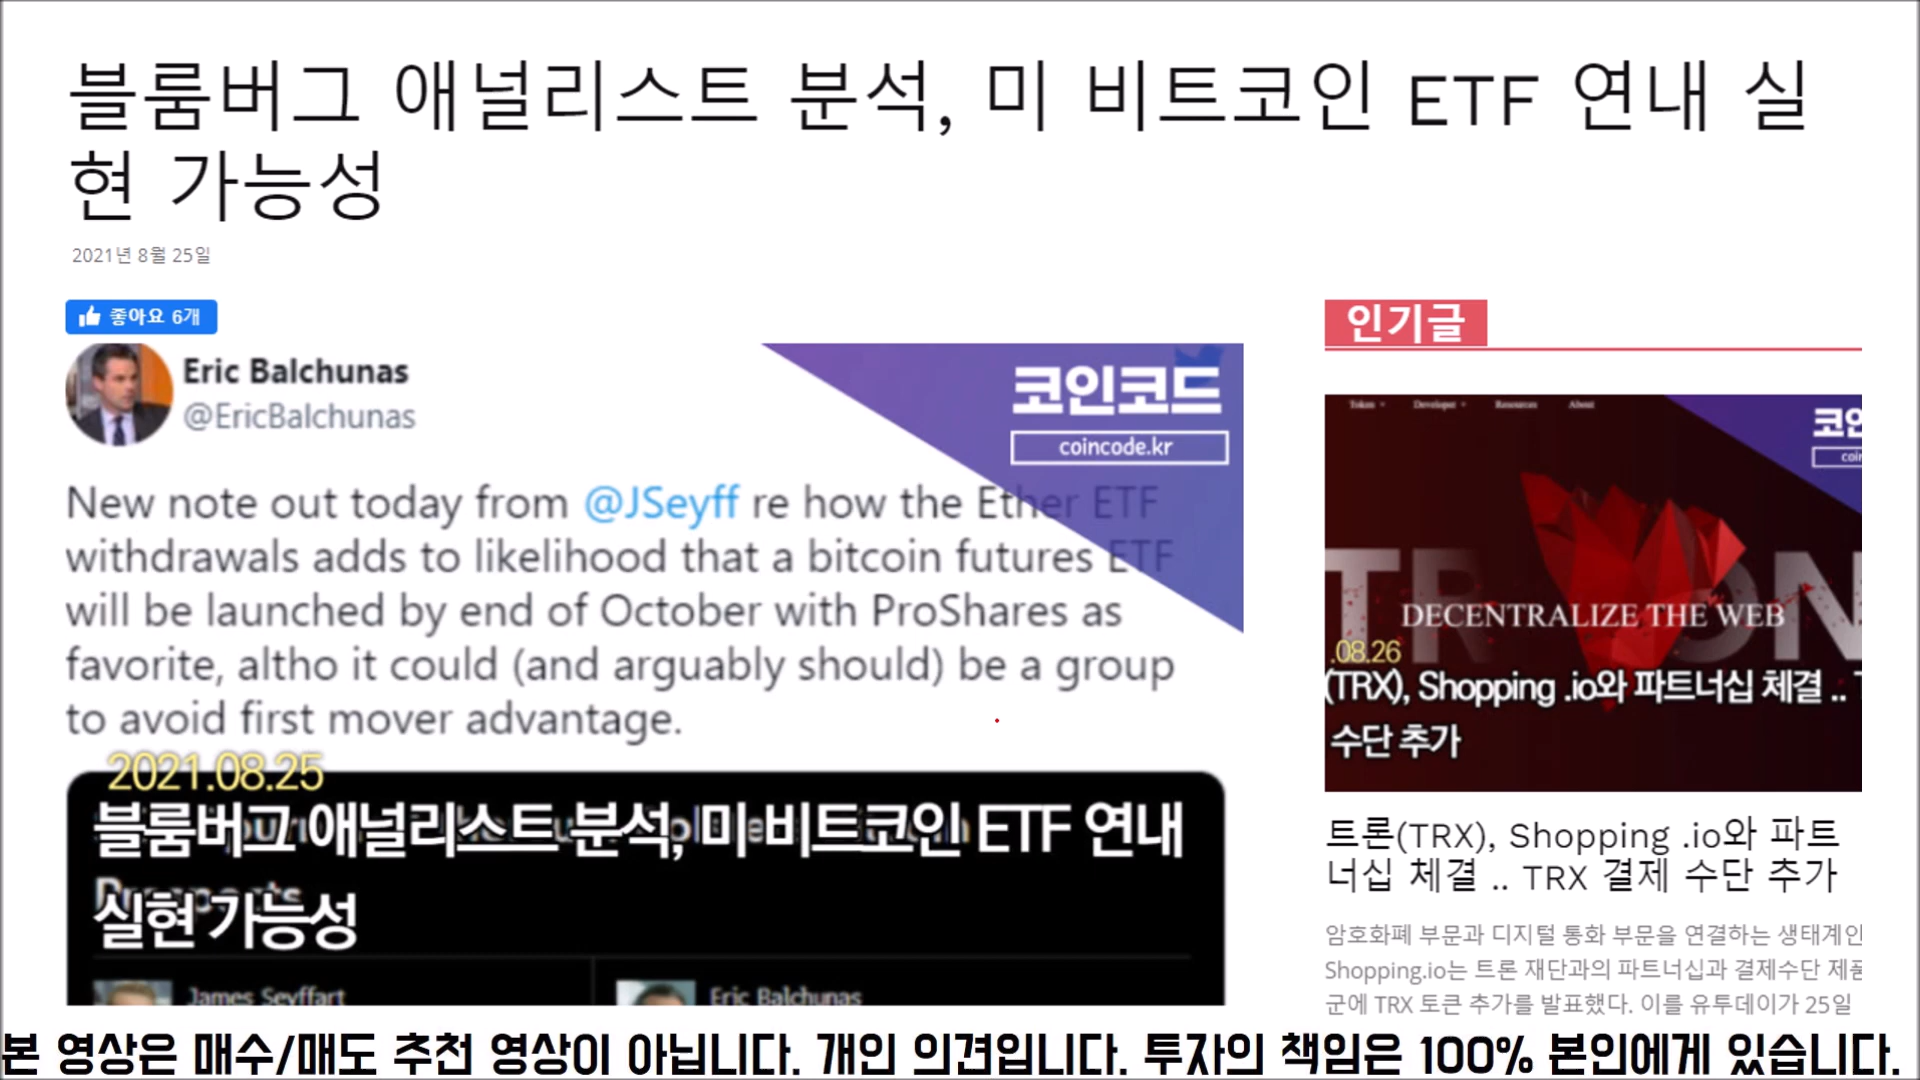 블룸버그 애널리스트 분석, 미 비트코인 ETF 연내 실
현 가능성
2021년 8월 25일
좋아요 6개
Eric Balchunas
@EricBalchunas
코인코드
coincode.kr
New note out today from @JSeyff re how the Ether ETF
withdrawals adds to likelihood that a bitcoin futures ETF
will be launched by end of October with ProShares as
favorite, altho it could (and arguably should) be a group
to avoid first mover advantage.
2021.08.25
블룸버그 애널리스트 분석, 미 비트코인 ETF 연내
실현 가능성
James Seyffart
Eric Balchunas
인기글
Token Developer Resources About
코인
coin
TRON
DECENTRALIZE THE WEB
.08.26
(TRX), Shopping .io와 파트너십 체결 .. T
수단 추가
트론(TRX), Shopping .io와 파트
너십 체결 .. TRX 결제 수단 추가
암호화폐 부문과 디지털 통화 부문을 연결하는 생태계인
Shopping.io는 트론 재단과의 파트너십과 결제수단 제품
군에 TRX 토큰 추가를 발표했다. 이를 유투데이가 25일
본 영상은 매수/매도 추천 영상이 아닙니다. 개인 의견입니다. 투자의 책임은 100% 본인에게 있습니다.